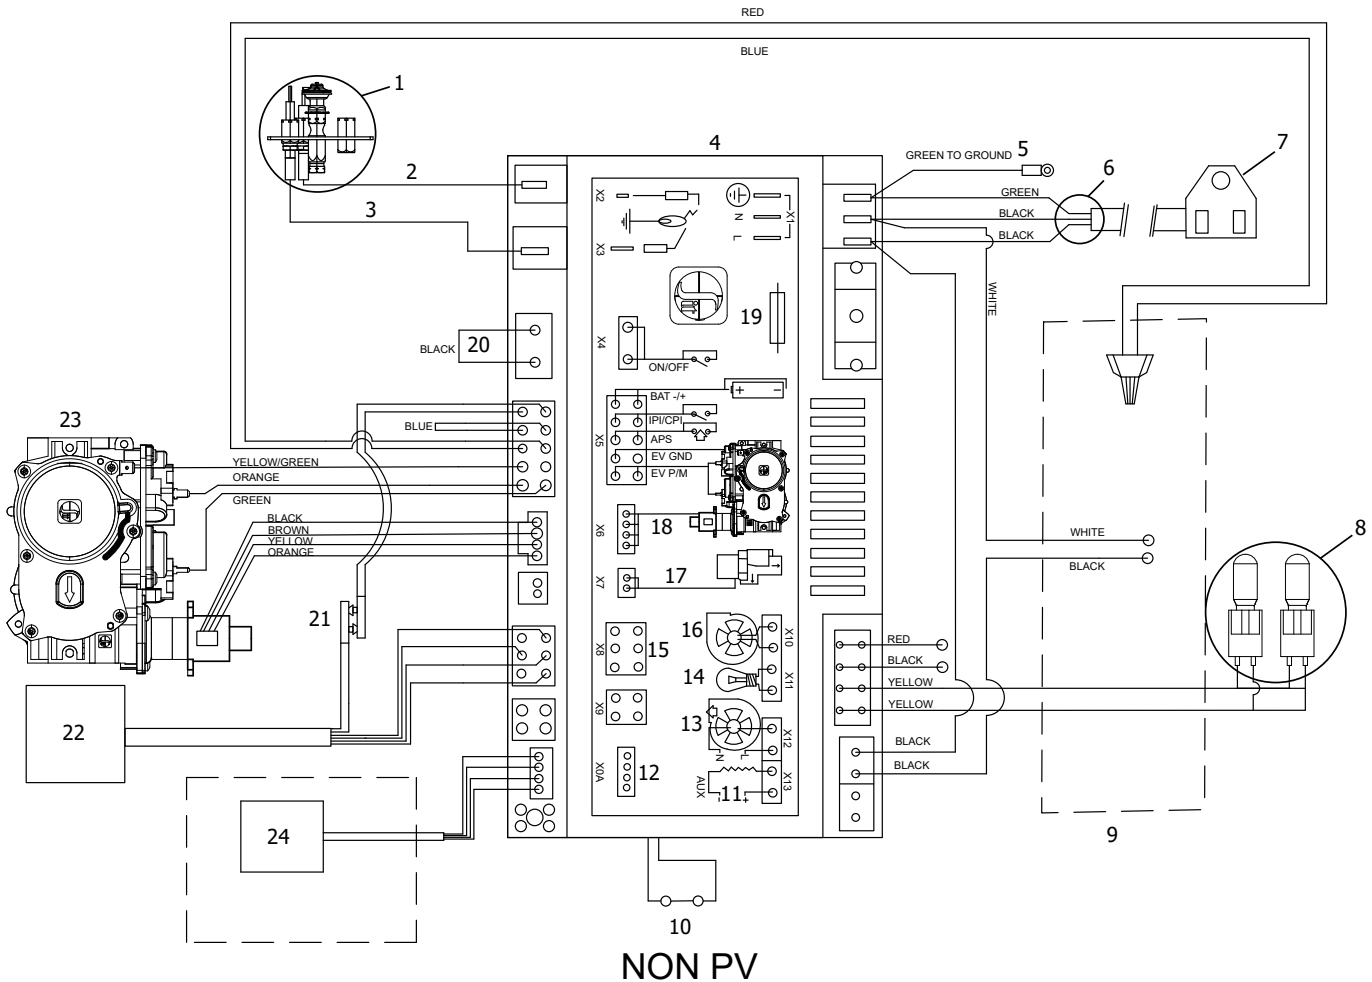 RED
BLUE
1
2
3
4
GREEN TO GROUND
5
6
7
GREEN
BLACK
BLACK
WHITE
X2
X3
N
L
X1
19
X4
ON/OFF
BLACK
20
BAT -/+
+ -
IPI/CPI
X5
APS
EV GND
EV P/M
23
BLUE
YELLOW/GREEN
ORANGE
GREEN
BLACK
BROWN
YELLOW
ORANGE
X6
18
X7
17
WHITE
BLACK
8
21
16
X10
X8
15
14
X11
RED
BLACK
YELLOW
YELLOW
X9
13
N
L
X12
22
BLACK
BLACK
X0A
12
AUX
11
- +
X13
24
9
10
NON PV